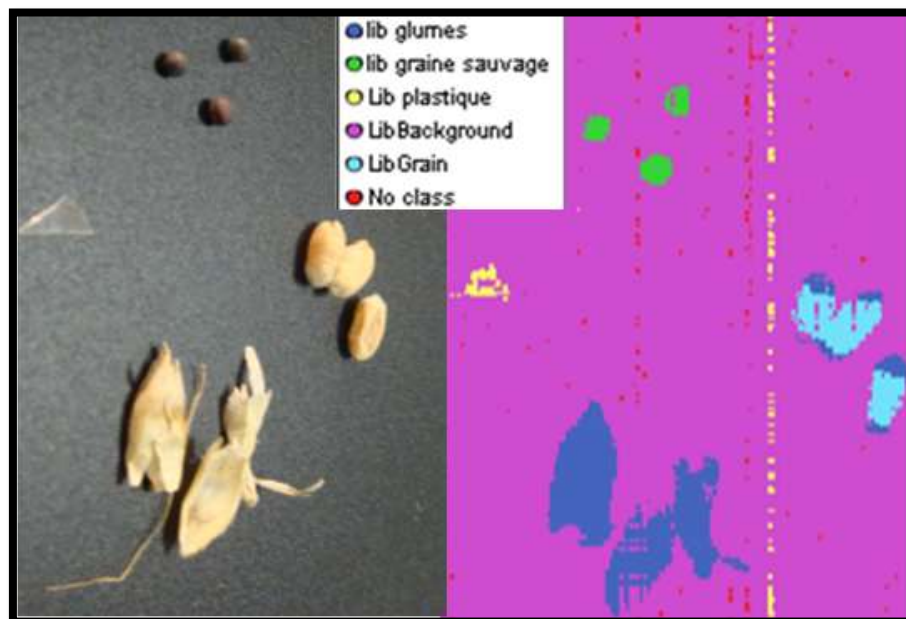 lib glumes
lib graine sauvage
Lib plastique
LibBackground
LibGrain
No class